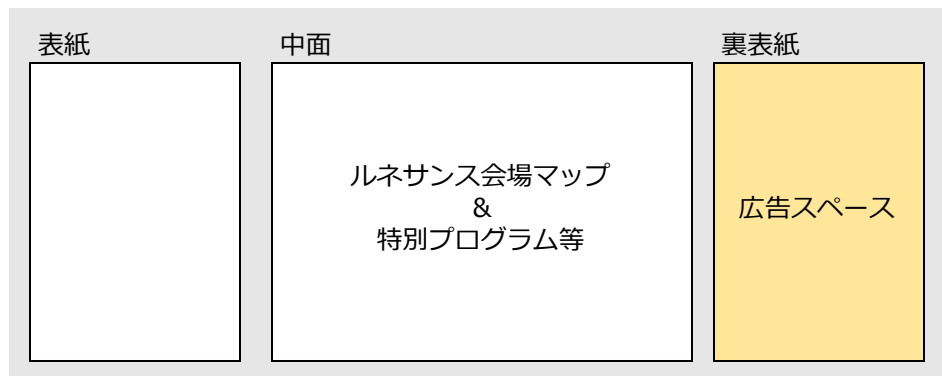 表紙
中面
裏表紙
ルネサンス会場マップ
&
特別プログラム等
広告スペース